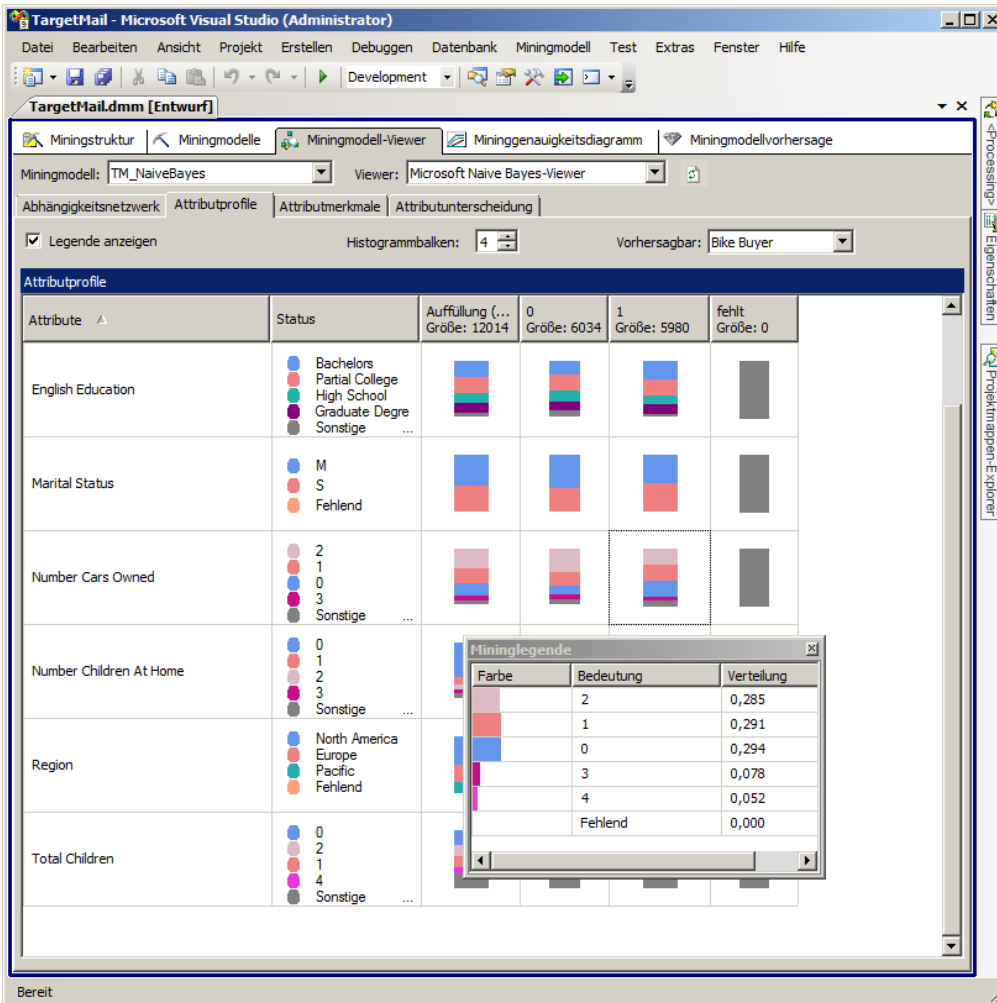 TargetMail - Microsoft Visual Studio (Administrator)
Datei Bearbeiten Ansicht Projekt Erstellen Debuggen Datenbank Miningmodell Test Extras Fenster Hilfe
Development
TargetMail.dmm [Entwurf]
Miningstruktur Miningmodelle Miningmodell-Viewer Mininggenauigkeitsdiagramm Miningmodellvorhersage
Miningmodell: TM_NaiveBayes Viewer: Microsoft Naive Bayes-Viewer
Abhängigkeitsnetzwerk Attributprofile Attributmerkmale Attributunterscheidung
Legende anzeigen Histogrammbalken: 4 Vorhersagbar: Bike Buyer
Attributprofile
Attribute Status Auffüllung (... 0 1 fehlt
Größe: 12014 Größe: 6034 Größe: 5980 Größe: 0
English Education
Bachelors
Partial College
High School
Graduate Degre
Sonstige ...
Marital Status
M
S
Fehlend
Number Cars Owned
2
1
0
3
Sonstige ...
Number Children At Home
0
1
2
3
Sonstige ...
Region
North America
Europe
Pacific
Fehlend
Total Children
0
2
1
4
Sonstige ...
Mininglegende
Farbe Bedeutung Verteilung
2 0,285
1 0,291
0 0,294
3 0,078
4 0,052
Fehlend 0,000
<Processing>
Eigenschaften
Projektmappen-Explorer
Bereit